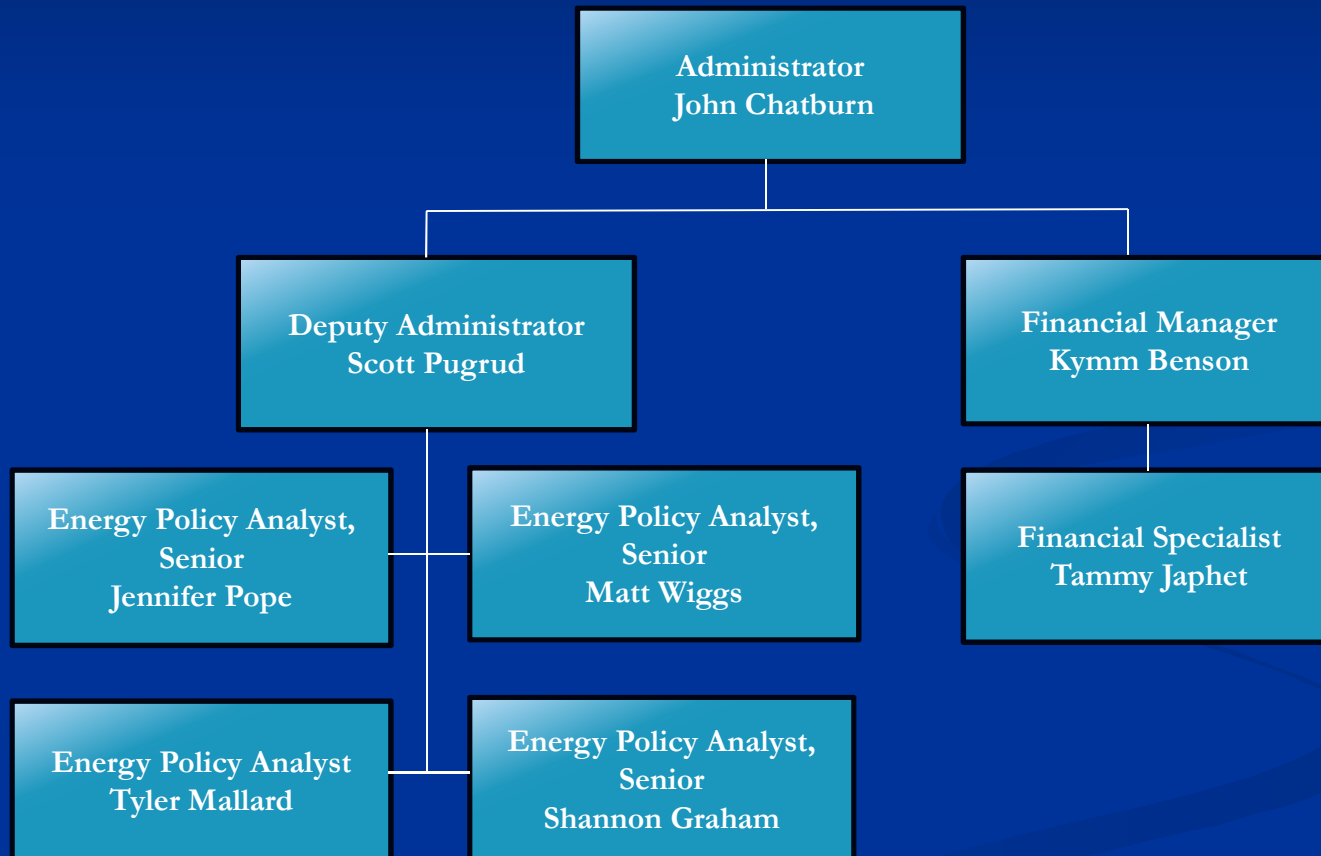 Administrator
John Chatburn
Deputy Administrator
Scott Pugrud
Financial Manager
Kymm Benson
Energy Policy Analyst,
Senior
Jennifer Pope
Energy Policy Analyst,
Senior
Matt Wiggs
Financial Specialist
Tammy Japhet
Energy Policy Analyst
Tyler Mallard
Energy Policy Analyst,
Senior
Shannon Graham